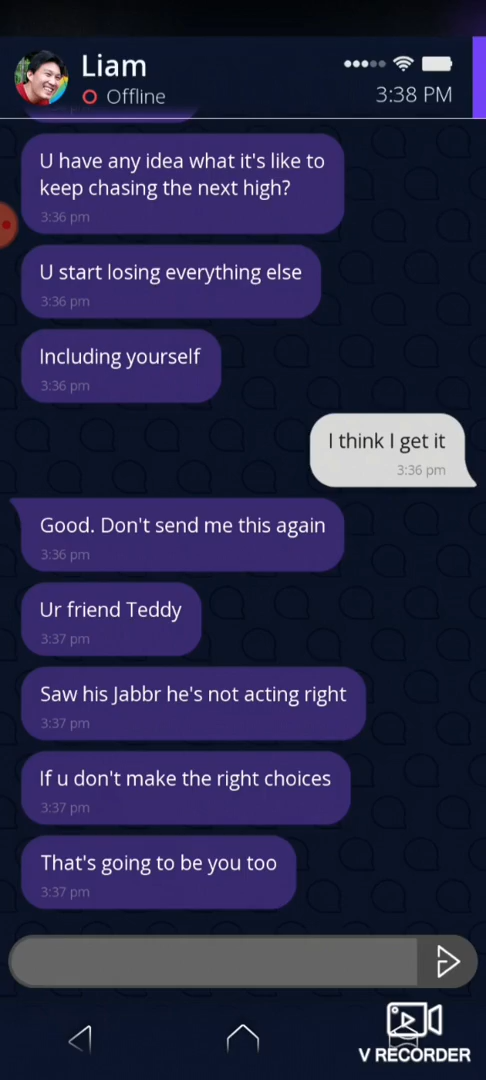 Liam
3:38 PM
Offline
U have any idea what it's like to
keep chasing the next high?
3:36 pm
U start losing everything else
3:36 pm
Including yourself
3:36 pm
I think I get it
3:36 pm
Good. Don't send me this again
3:36 pm
Ur friend Teddy
3:37 pm
Saw his Jabbr he's not acting right
3:37 pm
If u don't make the right choices
3:37 pm
That's going to be you too
3:37 pm
V RECORDER